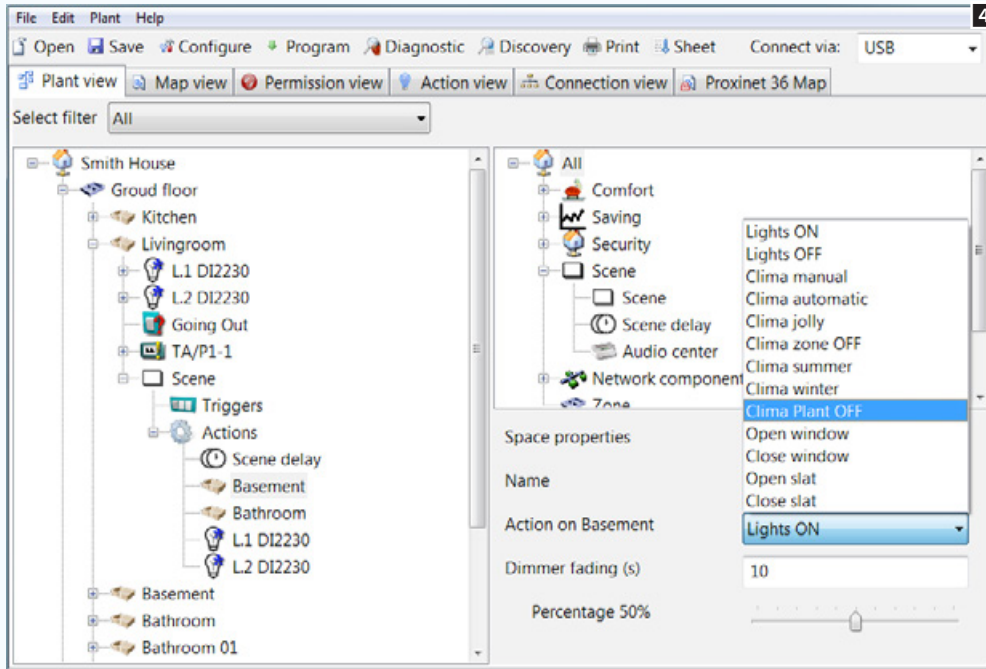 File Edit Plant Help
4
Open Save Configure Program Diagnostic Discovery Print Sheet Connect via: USB
Plant view Map view Permission view Action view Connection view Proxinet 36 Map
Select filter All
Smith House
Groud floor
Kitchen
Livingroom
L.1 DI2230
L.2 DI2230
Going Out
TA/P1-1
Scene
Triggers
Actions
Scene delay
Basement
Bathroom
L.1 DI2230
L.2 DI2230
Basement
Bathroom
Bathroom 01
All
Comfort
Saving
Security
Scene
Scene
Scene delay
Audio center
Network component
Zone
Lights ON
Lights OFF
Clima manual
Clima automatic
Clima jolly
Clima zone OFF
Clima summer
Clima winter
Clima Plant OFF
Open window
Close window
Open slat
Close slat
Space properties
Name
Action on Basement Lights ON
Dimmer fading (s) 10
Percentage 50%